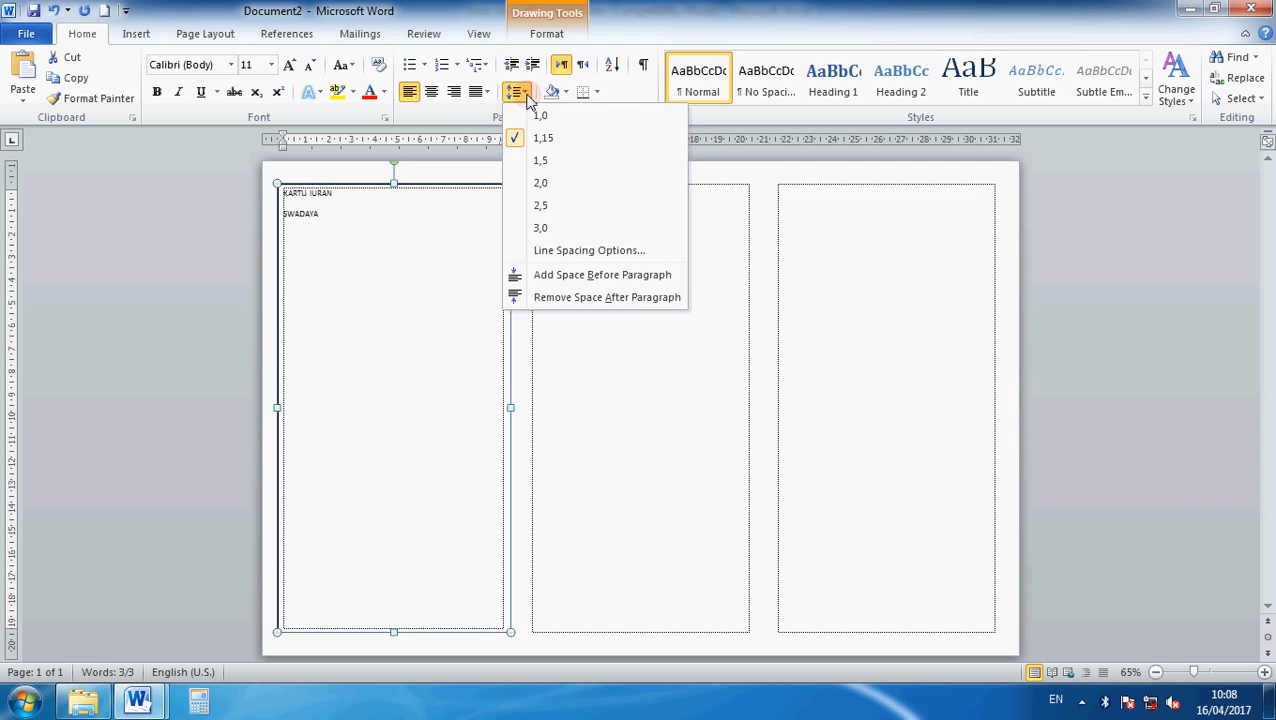 Document2 - Microsoft Word
Drawing Tools
File
Home
Insert
Page Layout
References
Mailings
Review
View
Format
Paste
Cut
Copy
Format Painter
Clipboard
Calibri (Body)
11
Font
1,0
1,15
1,5
2,0
2,5
3,0
Line Spacing Options...
Add Space Before Paragraph
Remove Space After Paragraph
AaBbCcDc
¶ Normal
AaBbCcDc
¶ No Spaci...
AaBbCc
Heading 1
AaBbCc
Heading 2
AaB
Title
AaBbCc.
Subtitle
AaBbCcDc
Subtle Em...
Change
Styles
Styles
Find
Replace
Select
Editing
KARTU IURAN
SWADAYA
Page: 1 of 1
Words: 3/3
English (U.S.)
65%
EN
10:08
16/04/2017